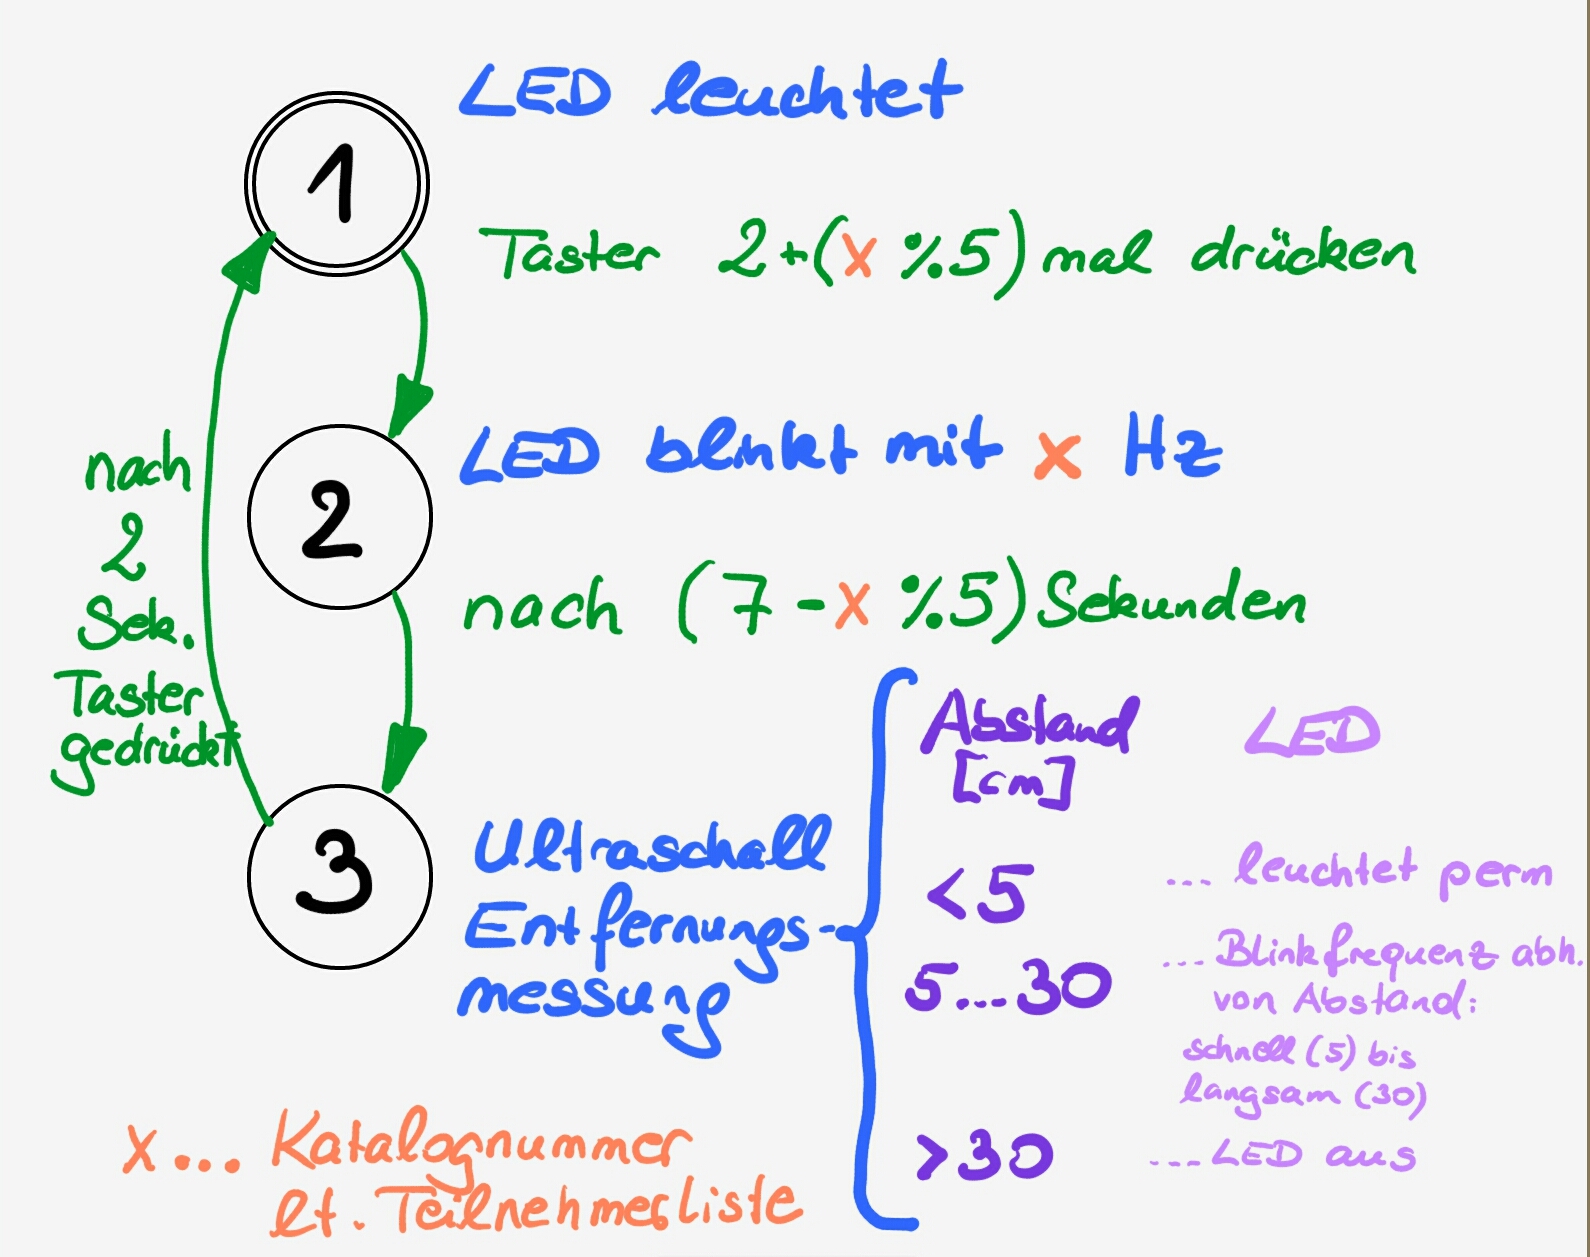 LED leuchtet
1
Taster 2+(x %5) mal drücken
LED blinkt mit x Hz
2
nach (7-x %5) Sekunden
nach
2
Sek.
Taster
gedrückt
3
Ultraschall
Entfernungs-
messung
Abstand LED
[cm]
<5 ... leuchtet perm
5...30 ... Blinkfrequenz abh.
von Abstand:
schnell (5) bis
langsam (30)
>30 ... LED aus
x... Katalognummer
lt. Teilnehmerliste